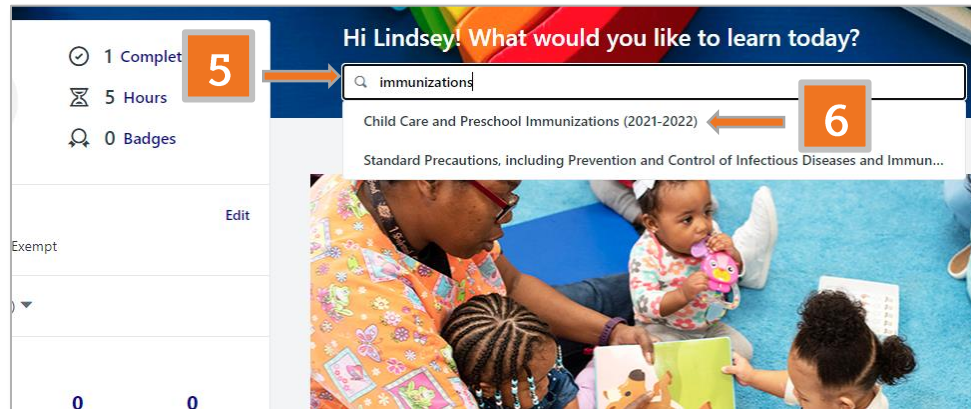 Hi Lindsey! What would you like to learn today?
1 Complet
5
immunizations
5 Hours
Child Care and Preschool Immunizations (2021-2022)
6
0 Badges
Standard Precautions, including Prevention and Control of Infectious Diseases and Immun...
Edit
Exempt
)
0 0